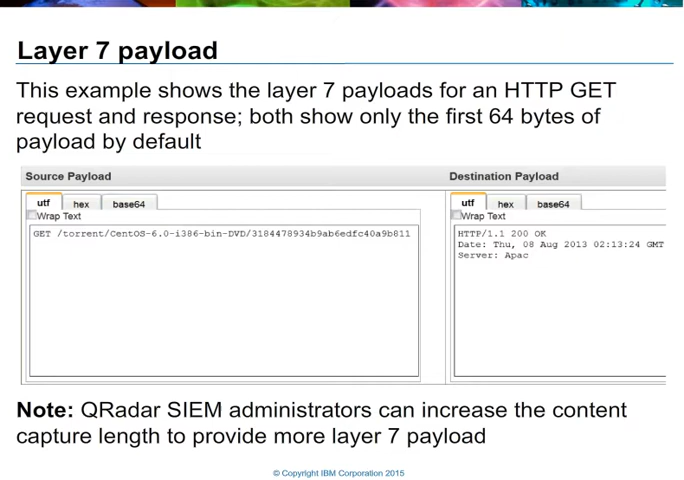 Layer 7 payload
This example shows the layer 7 payloads for an HTTP GET
request and response; both show only the first 64 bytes of
payload by default
Source Payload
utf hex base64
Wrap Text
GET /torrent/CentOS-6.0-i386-bin-DVD/3184478934b9ab6edfc40a9b811
Destination Payload
utf hex base64
Wrap Text
HTTP/1.1 200 OK
Date: Thu, 08 Aug 2013 02:13:24 GMT
Server: Apac
Note: QRadar SIEM administrators can increase the content
capture length to provide more layer 7 payload
© Copyright IBM Corporation 2015